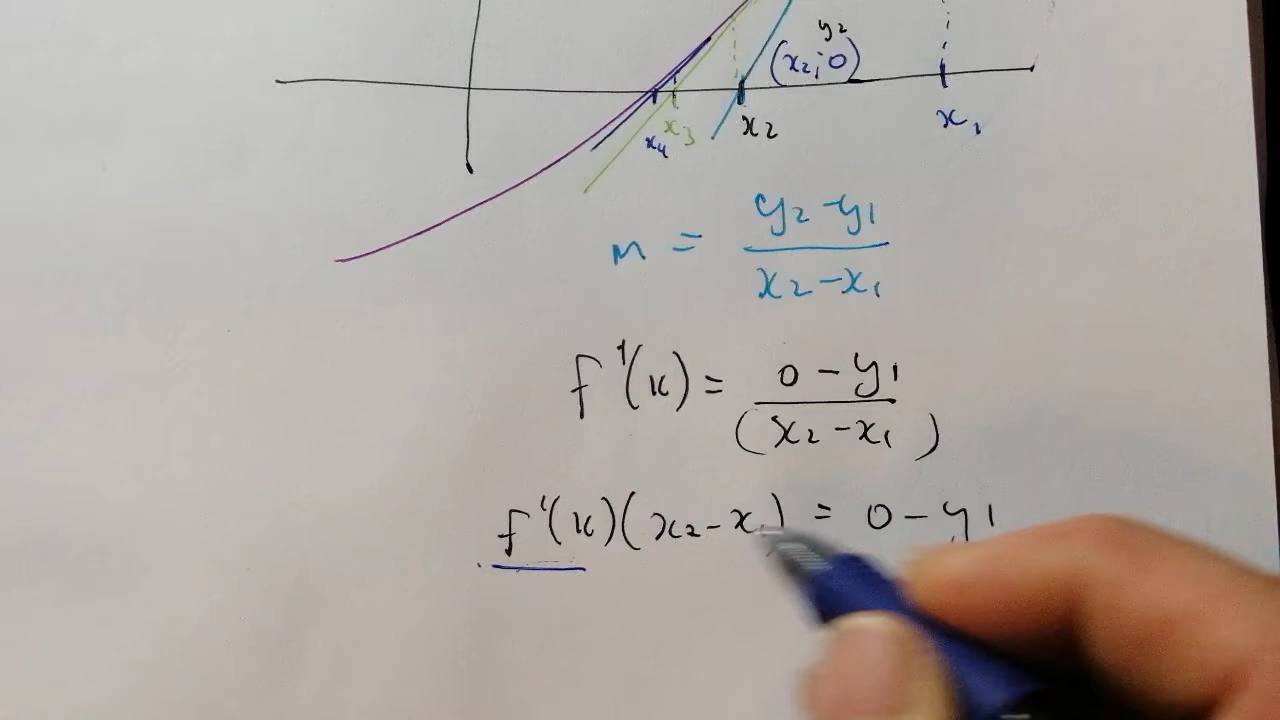 y2
(x2; 0)
x4 x3 x2 x1
m = y2 - y1 / x2 - x1
f'(x) = 0 - y1 / (x2 - x1)
f'(x)(x2 - x1) = 0 - y1